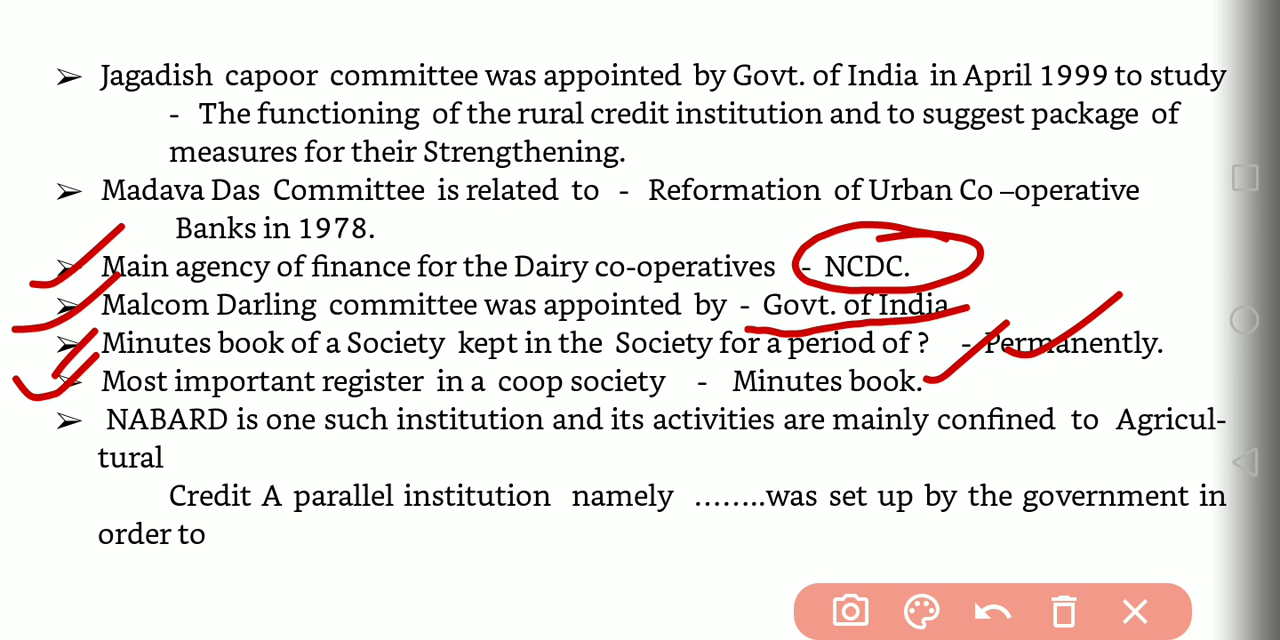 ➢ Jagadish capoor committee was appointed by Govt. of India in April 1999 to study
- The functioning of the rural credit institution and to suggest package of
measures for their Strengthening.
➢ Madava Das Committee is related to - Reformation of Urban Co –operative
Banks in 1978.
➢ Main agency of finance for the Dairy co-operatives - NCDC.
➢ Malcom Darling committee was appointed by - Govt. of India
➢ Minutes book of a Society kept in the Society for a period of ? - Permanently.
➢ Most important register in a coop society - Minutes book.
➢ NABARD is one such institution and its activities are mainly confined to Agricul-
tural
Credit A parallel institution namely ........was set up by the government in
order to